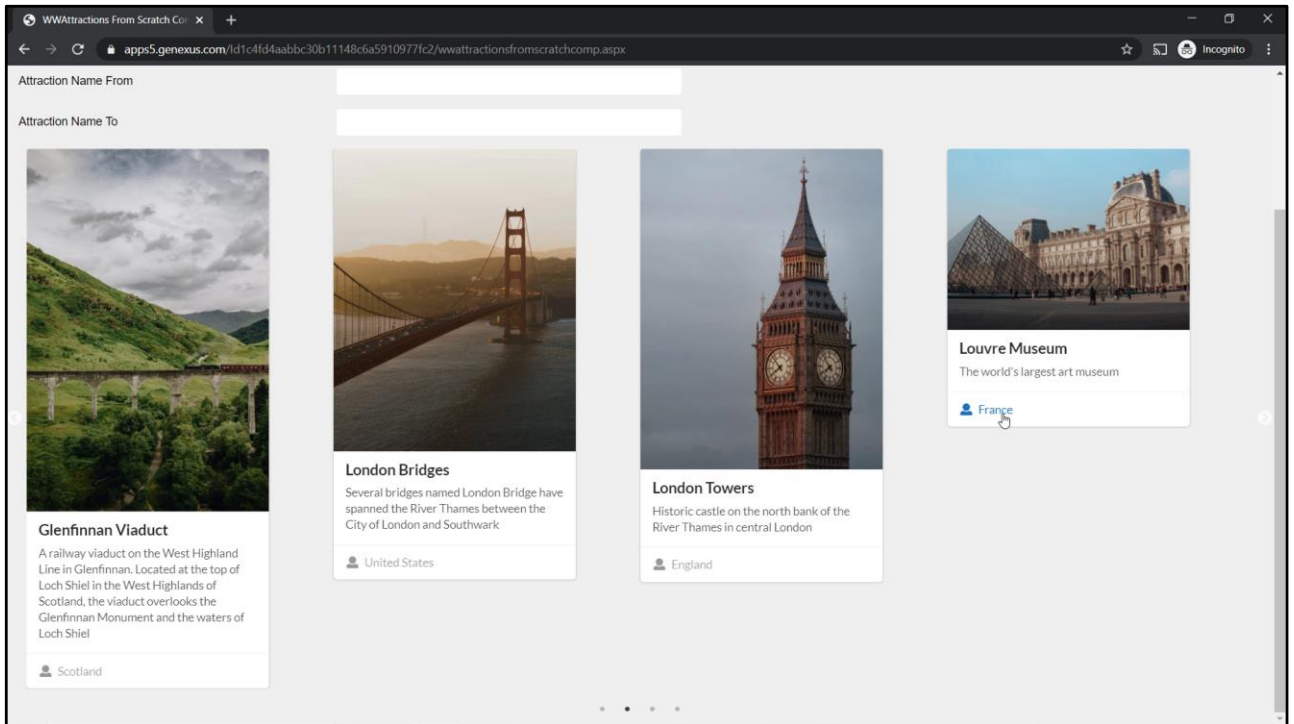 WWAttractions From Scratch Con
apps5.genexus.com/Id1c4fd4aabbc30b11148c6a5910977fc2/wwattractionsfromscratchcomp.aspx
Incognito
Attraction Name From
Attraction Name To
Glenfinnan Viaduct
A railway viaduct on the West Highland
Line in Glenfinnan. Located at the top of
Loch Shiel in the West Highlands of
Scotland, the viaduct overlooks the
Glenfinnan Monument and the waters of
Loch Shiel
Scotland
London Bridges
Several bridges named London Bridge have
spanned the River Thames between the
City of London and Southwark
United States
London Towers
Historic castle on the north bank of the
River Thames in central London
England
Louvre Museum
The world's largest art museum
France